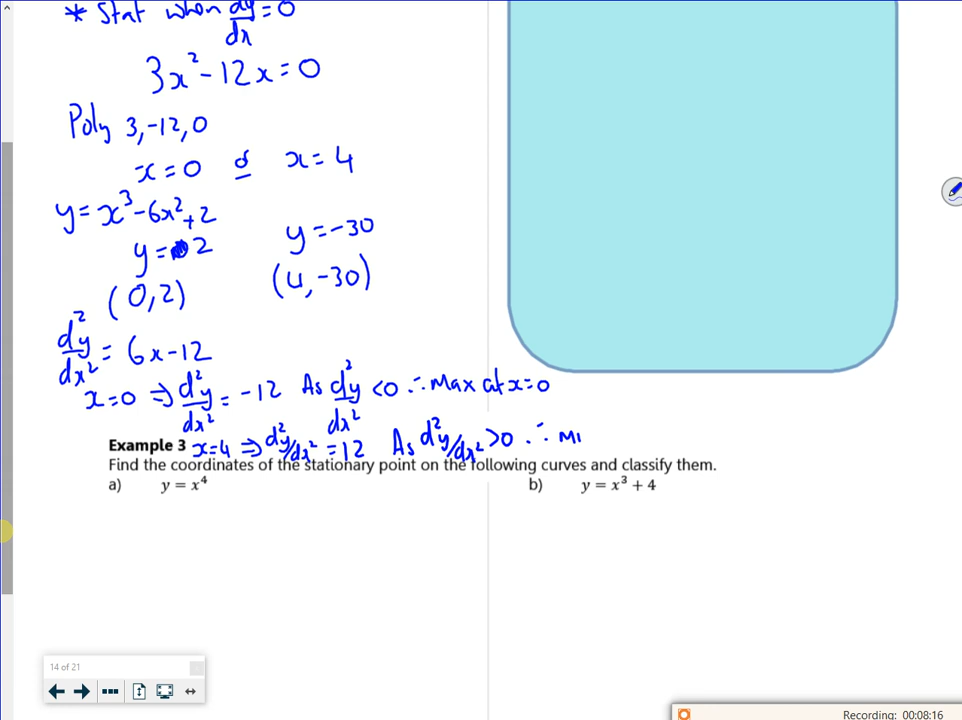 * Stat when dy/dx = 0
3x² - 12x = 0
Poly 3, -12, 0
x = 0 or x = 4
y = x³ - 6x² + 2
y = 2 y = -30
(0, 2) (4, -30)
d²y/dx² = 6x - 12
x = 0 ⇒ d²y/dx² = -12 As d²y/dx² < 0 ∴ Max at x = 0
Example 3 x = 4 ⇒ d²y/dx² = 12 As d²y/dx² > 0 ∴ Mi
Find the coordinates of the stationary point on the following curves and classify them.
a) y = x⁴ b) y = x³ + 4
14 of 21
Recording: 00:08:16